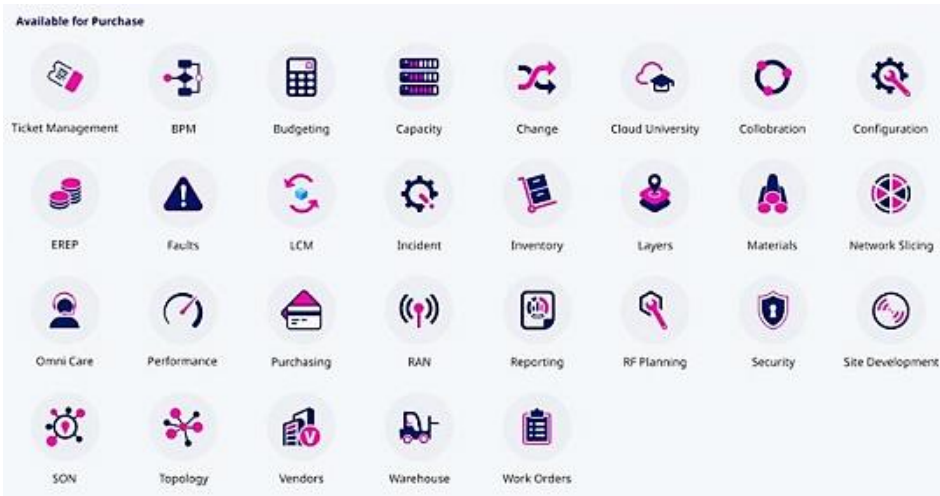 Available for Purchase
Ticket Management BPM Budgeting Capacity Change Cloud University Collobration Configuration
EREP Faults LCM Incident Inventory Layers Materials Network Slicing
Omni Care Performance Purchasing RAN Reporting RF Planning Security Site Development
SON Topology Vendors Warehouse Work Orders